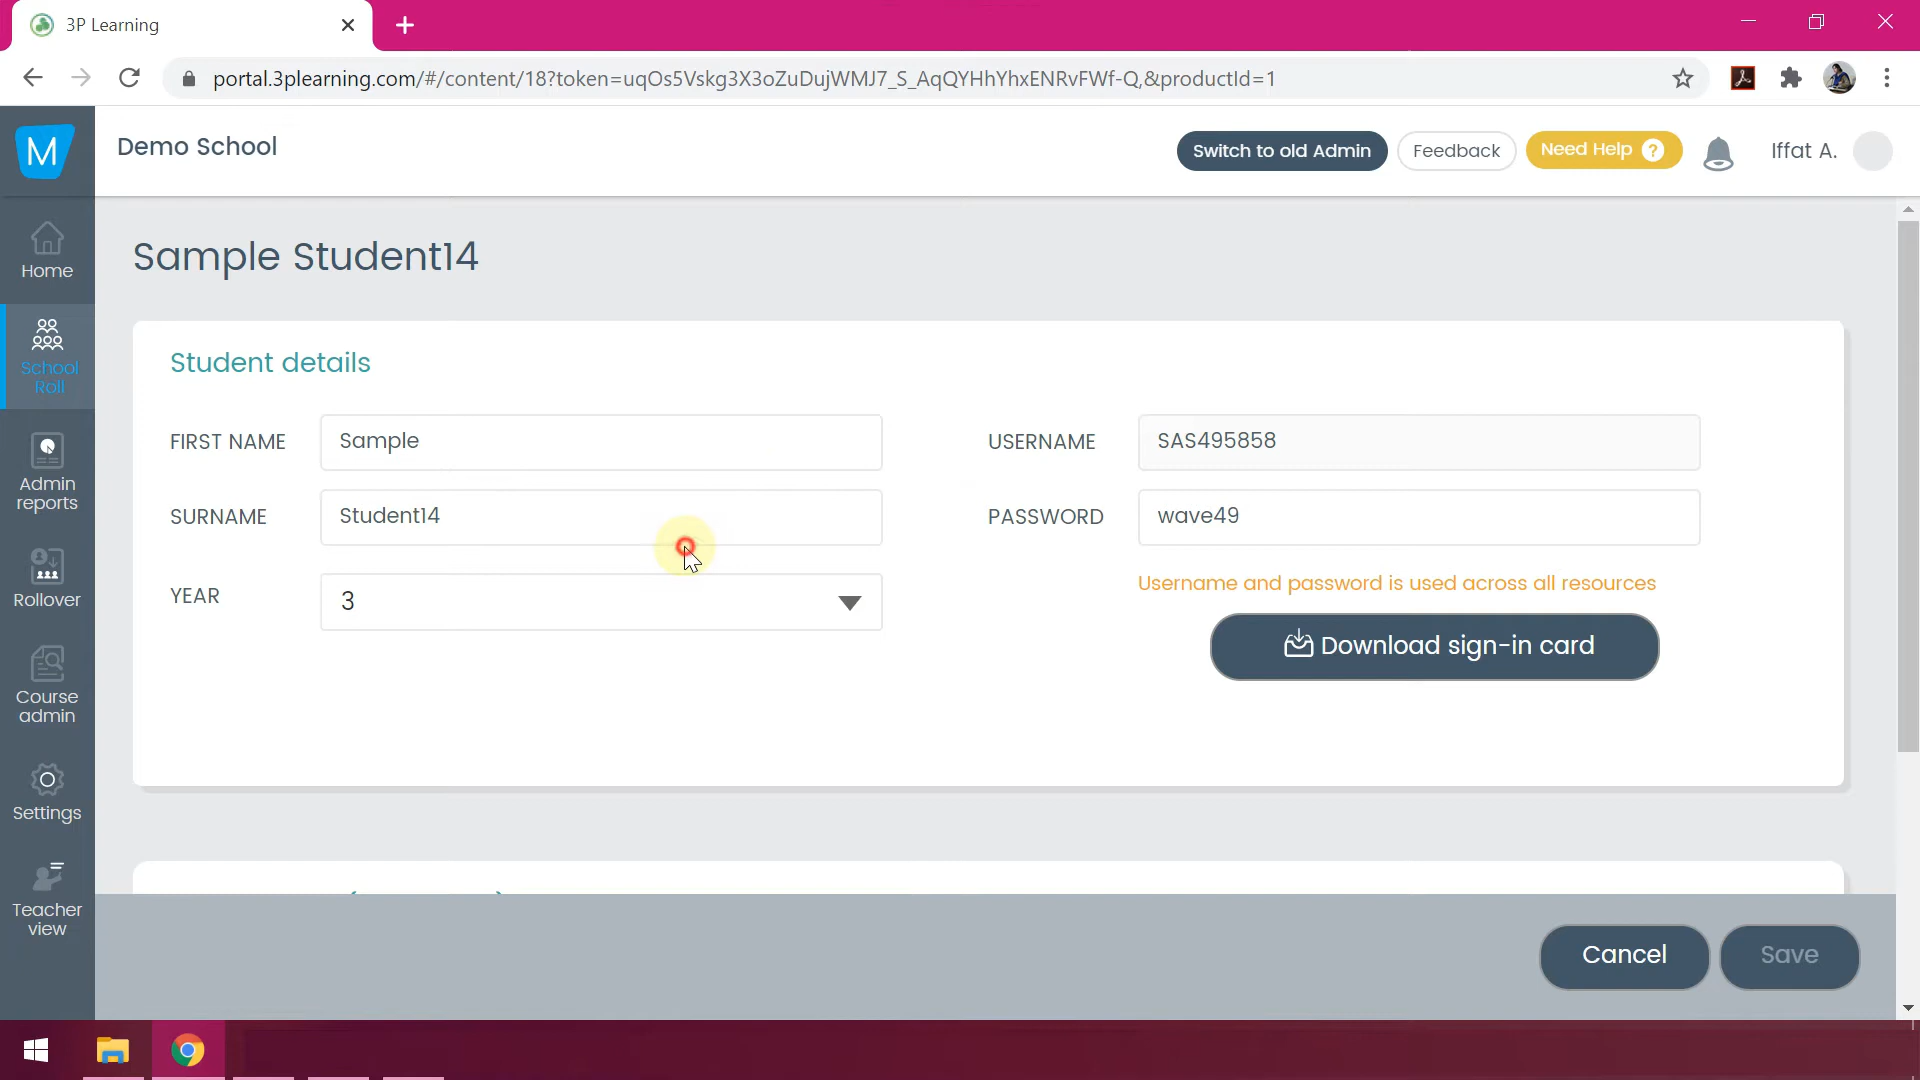 3P Learning
portal.3plearning.com/#/content/18?token=uqOs5Vskg3X3oZuDujWMJ7_S_AqQYHhYhxENRvFWf-Q,&productId=1
M
Demo School
Switch to old Admin
Feedback
Need Help ?
Iffat A.
Home
School
Roll
Admin
reports
Rollover
Course
admin
Settings
Teacher
view
Sample Student14
Student details
FIRST NAME
Sample
USERNAME
SAS495858
SURNAME
Student14
PASSWORD
wave49
YEAR
3
Username and password is used across all resources
Download sign-in card
Cancel
Save